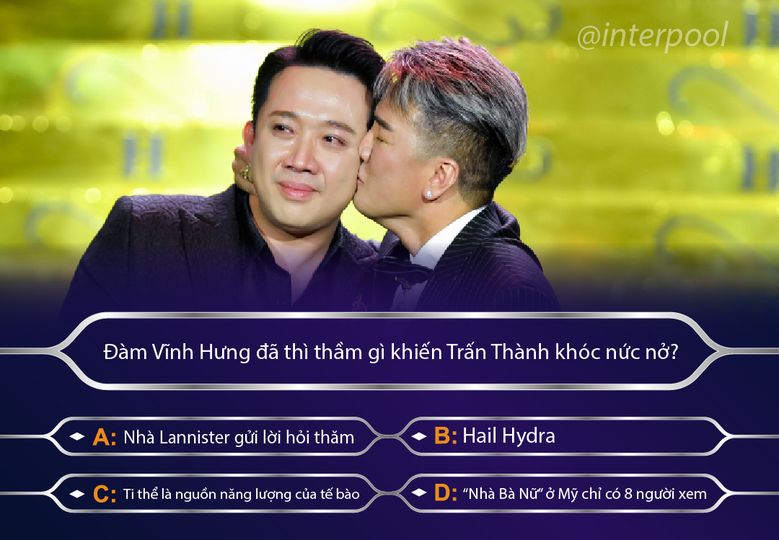 @interpool
Đàm Vĩnh Hưng đã thì thầm gì khiến Trấn Thành khóc nức nở?
A: Nhà Lannister gửi lời hỏi thăm
B: Hail Hydra
C: Ti thể là nguồn năng lượng của tế bào
D: “Nhà Bà Nữ” ở Mỹ chỉ có 8 người xem